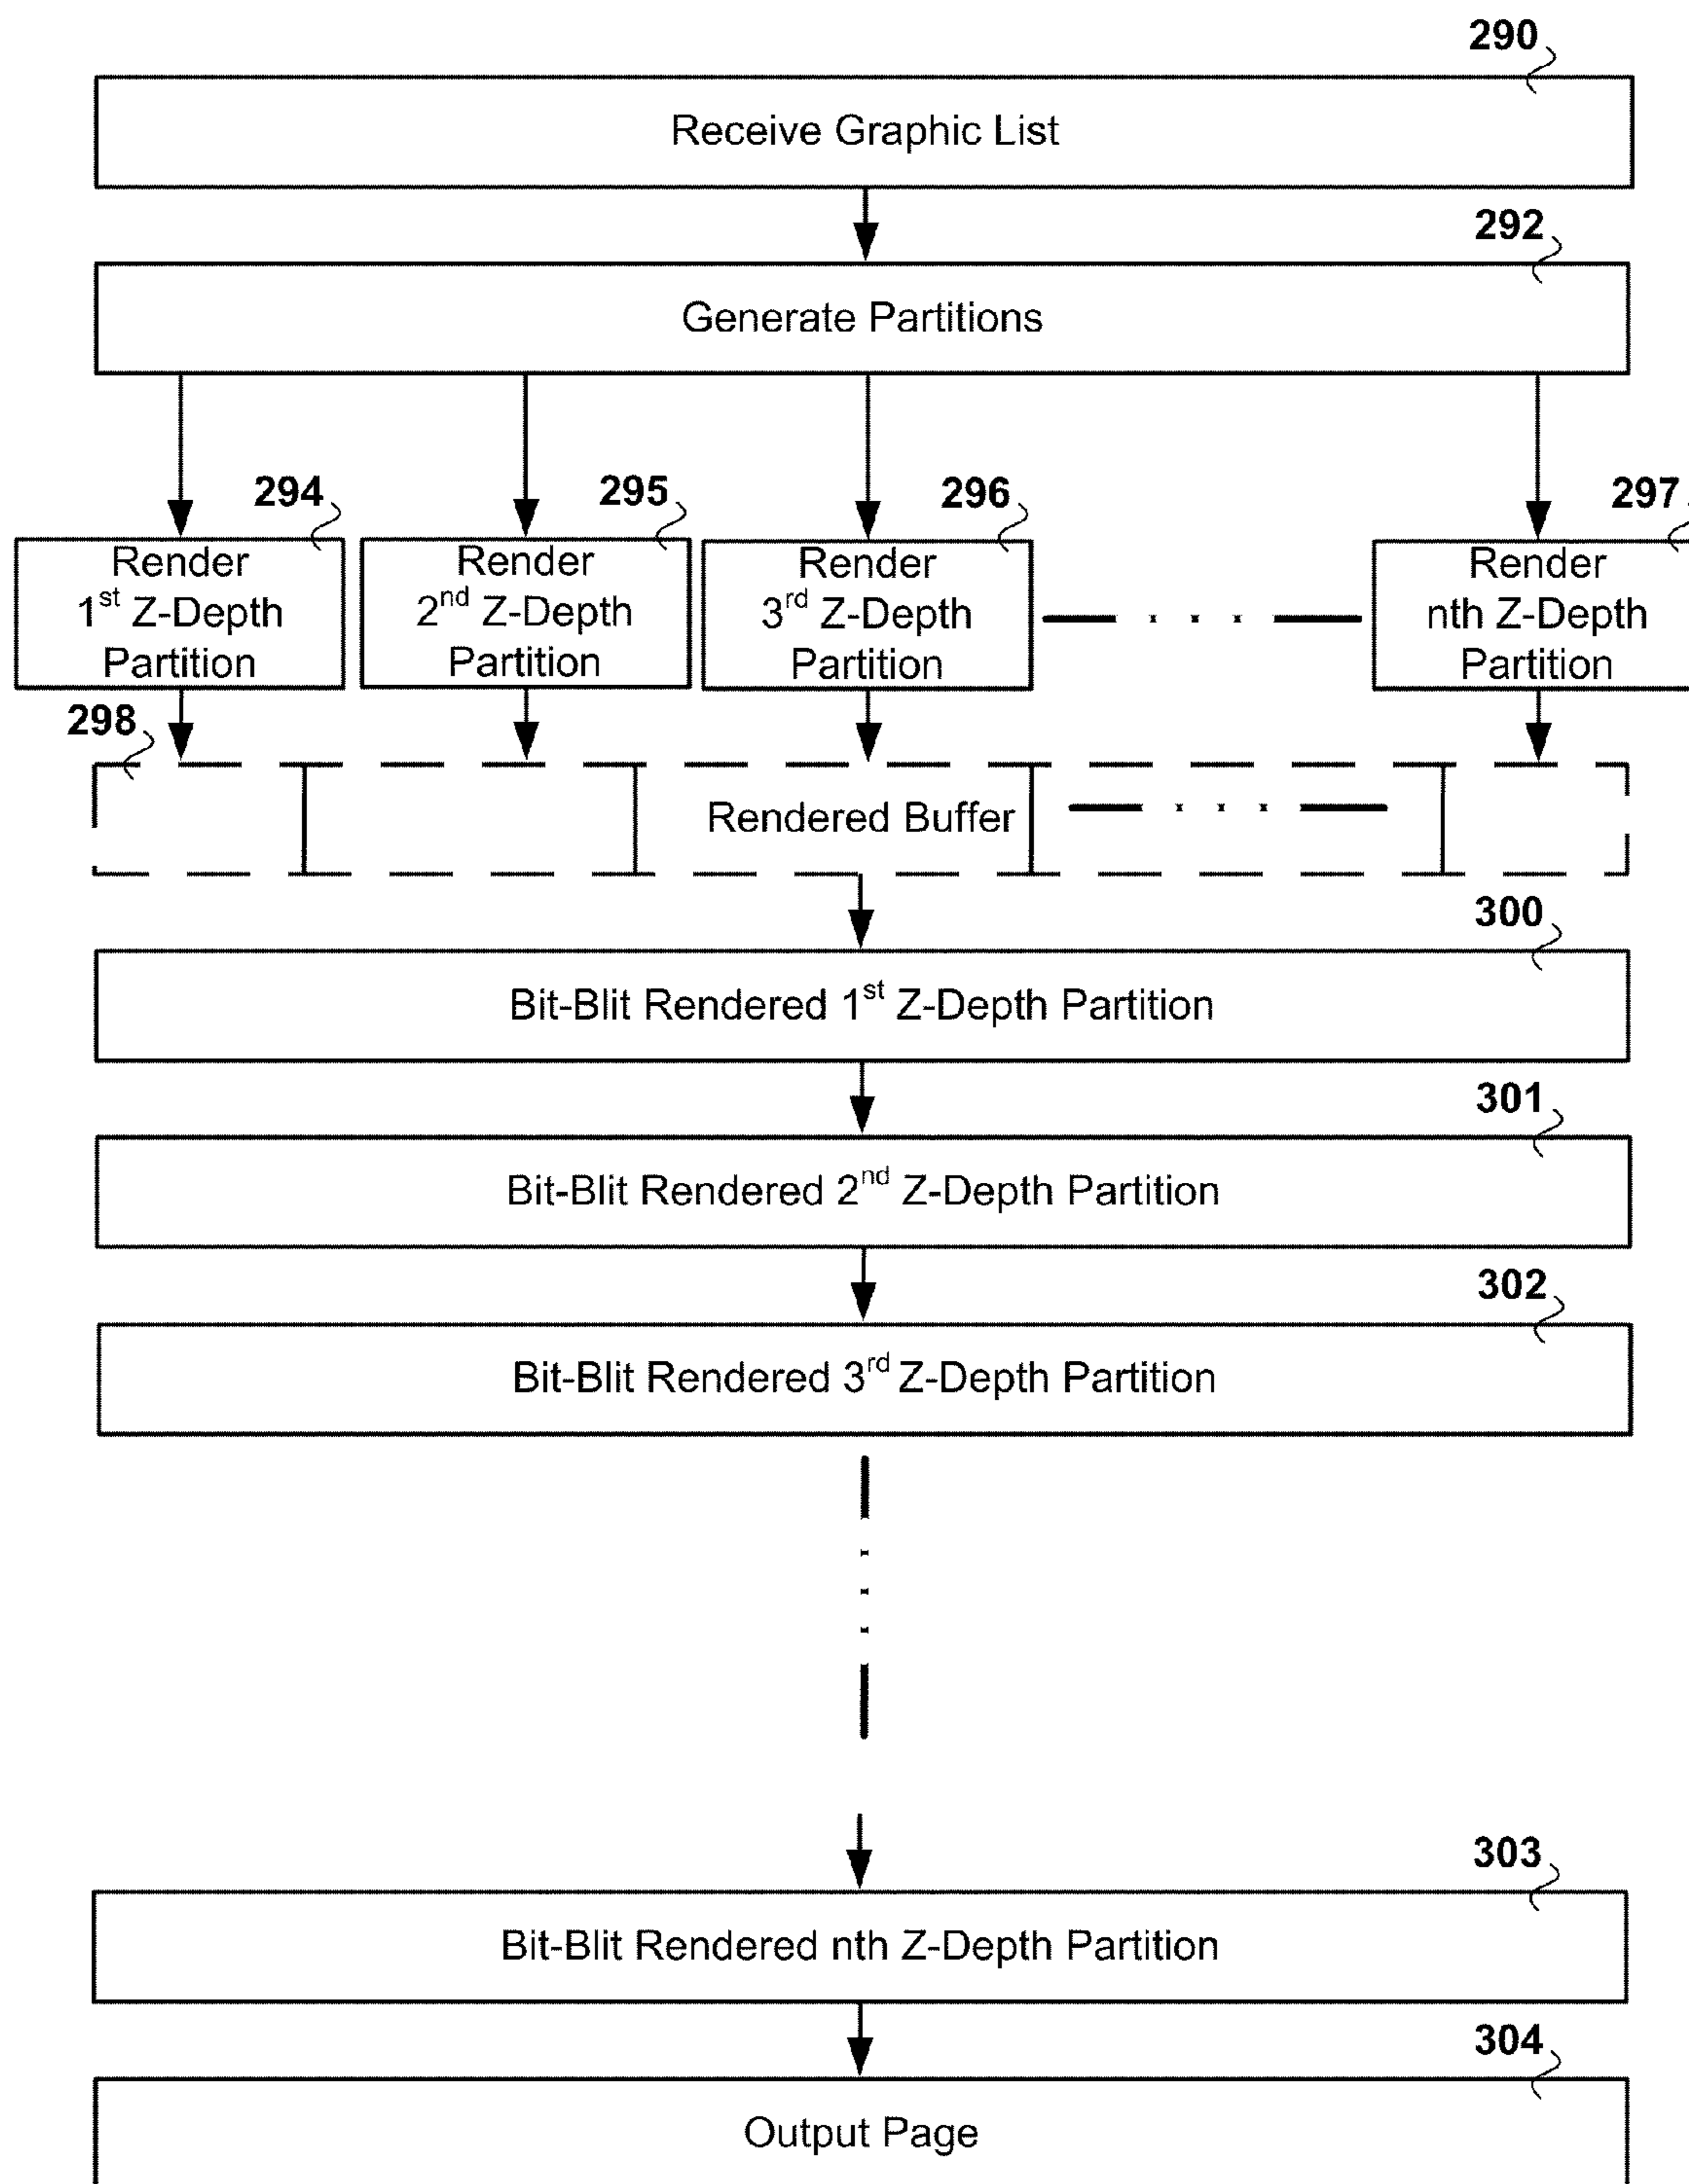 290
Receive Graphic List
292
Generate Partitions
294
295
296
297
Render
1st Z-Depth
Partition
Render
2nd Z-Depth
Partition
Render
3rd Z-Depth
Partition
Render
nth Z-Depth
Partition
298
Rendered Buffer
300
Bit-Blit Rendered 1st Z-Depth Partition
301
Bit-Blit Rendered 2nd Z-Depth Partition
302
Bit-Blit Rendered 3rd Z-Depth Partition
303
Bit-Blit Rendered nth Z-Depth Partition
304
Output Page